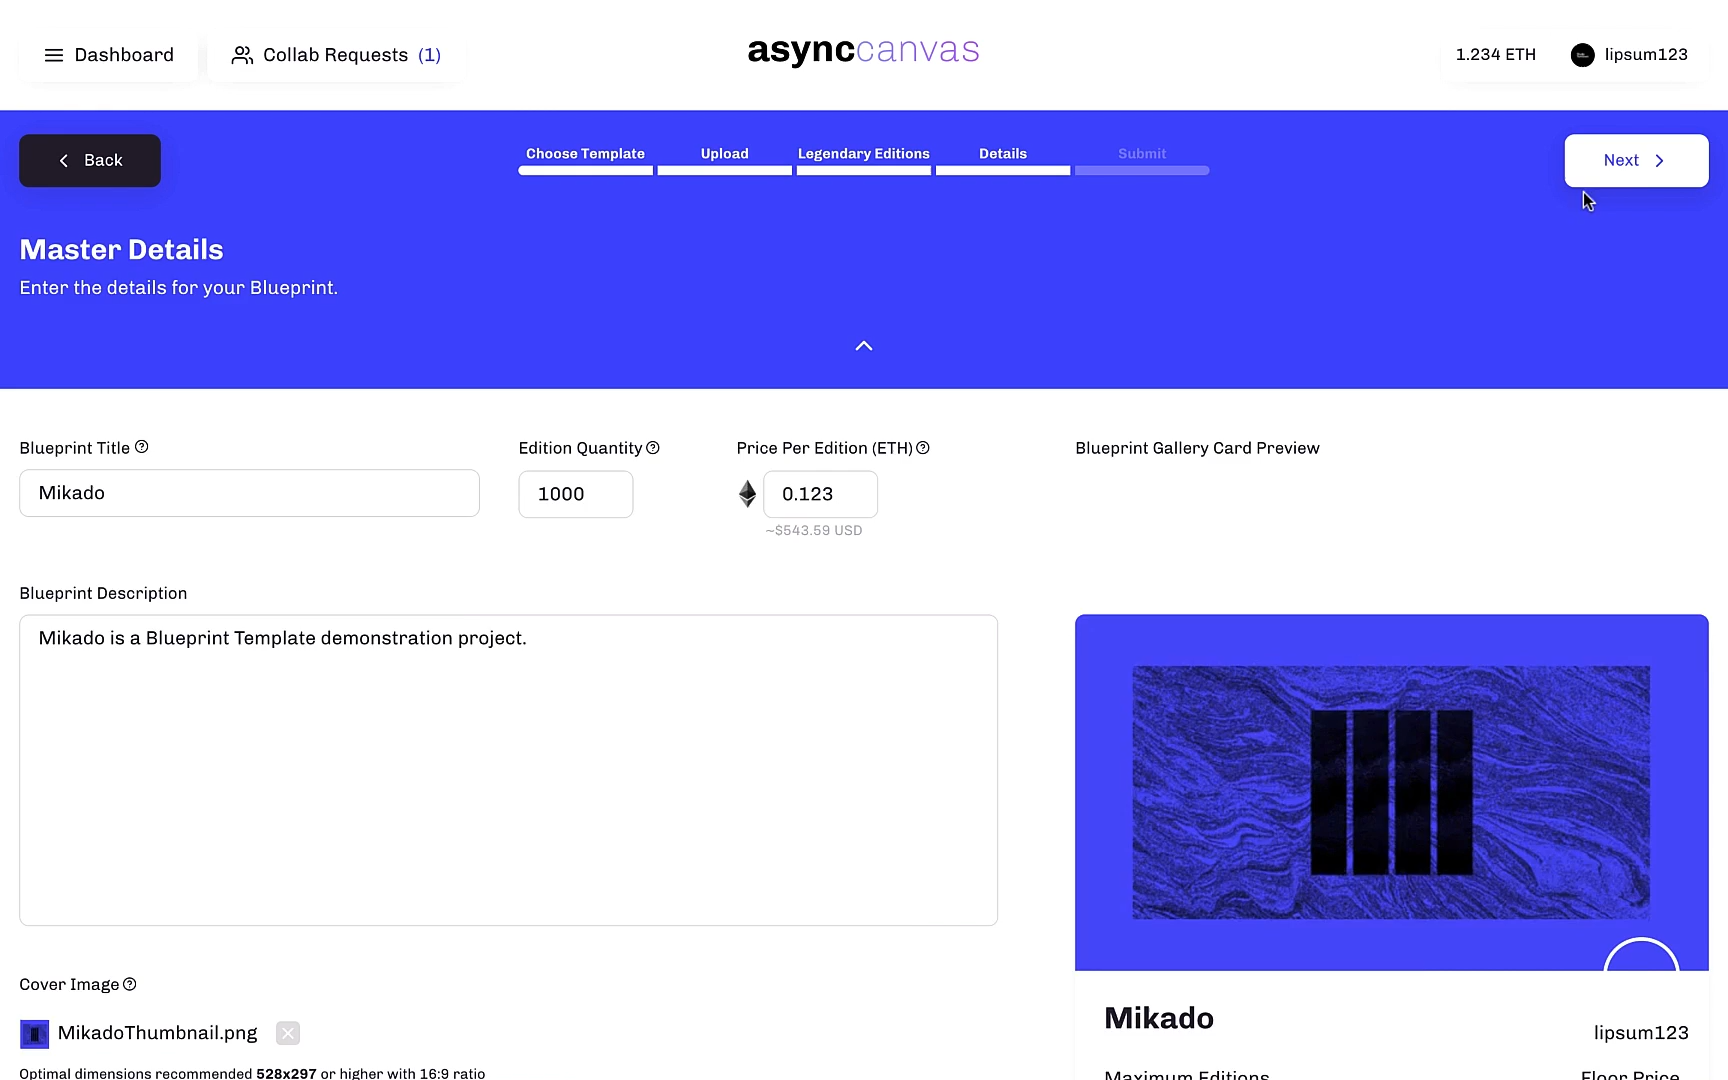 Dashboard
Collab Requests (1)
asynccanvas
1.234 ETH
lipsum123
Back
Choose Template
Upload
Legendary Editions
Details
Submit
Next
Master Details
Enter the details for your Blueprint.
Blueprint Title
Edition Quantity
Price Per Edition (ETH)
Blueprint Gallery Card Preview
Mikado
1000
0.123
~$543.59 USD
Blueprint Description
Mikado is a Blueprint Template demonstration project.
Cover Image
MikadoThumbnail.png
Optimal dimensions recommended 528x297 or higher with 16:9 ratio
Mikado
lipsum123
Maximum Editions
Floor Price